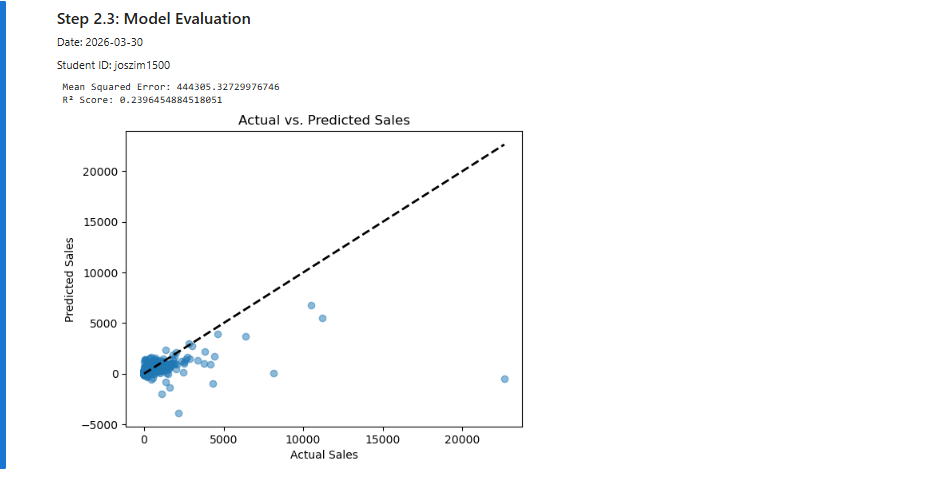 Step 2.3: Model Evaluation
Date: 2026-03-30
Student ID: joszim1500
Mean Squared Error: 444305.32729976746
R² Score: 0.2396454884518051
Actual vs. Predicted Sales
20000
15000
10000
5000
0
−5000
Predicted Sales
0 5000 10000 15000 20000
Actual Sales